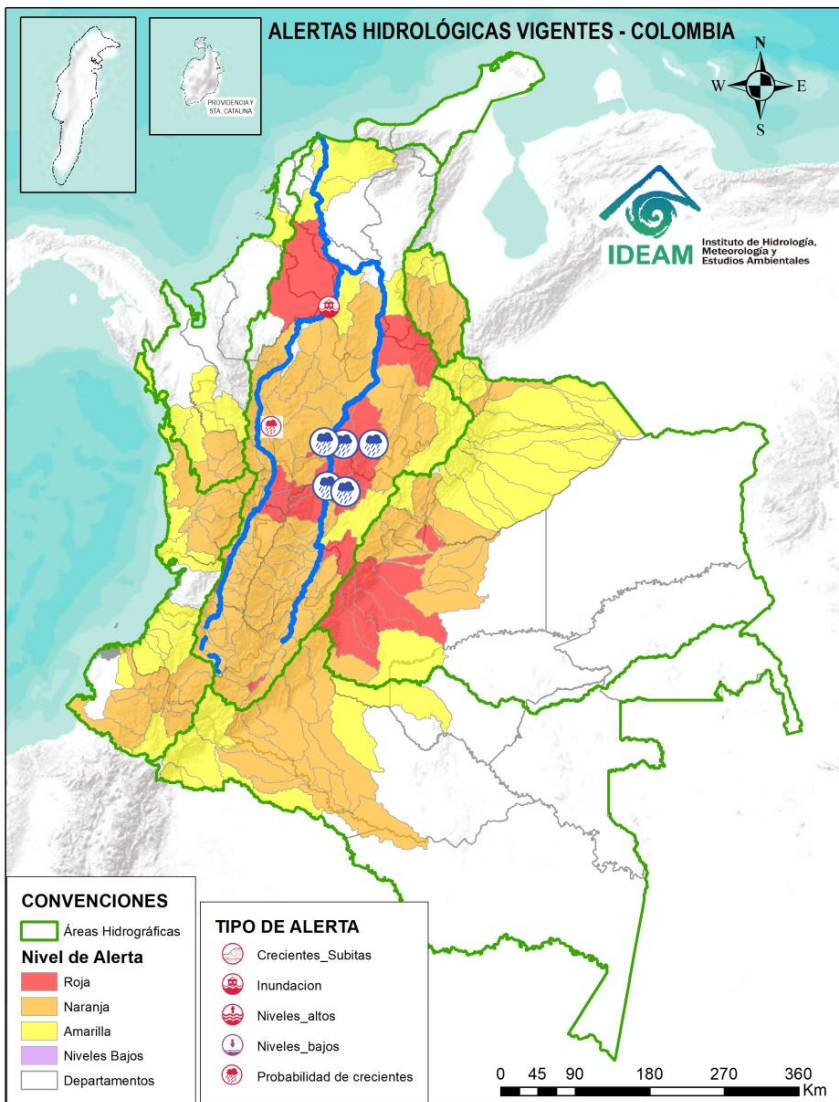 ALERTAS HIDROLÓGICAS VIGENTES - COLOMBIA
PROVIDENCIA Y
STA. CATALINA
N
W
E
S
IDEAM
Instituto de Hidrología,
Meteorología y
Estudios Ambientales
CONVENCIONES
Áreas Hidrográficas
Nivel de Alerta
Roja
Naranja
Amarilla
Niveles Bajos
Departamentos
TIPO DE ALERTA
Crecientes_Subitas
Inundacion
Niveles_altos
Niveles_bajos
Probabilidad de crecientes
0 45 90 180 270 360
Km